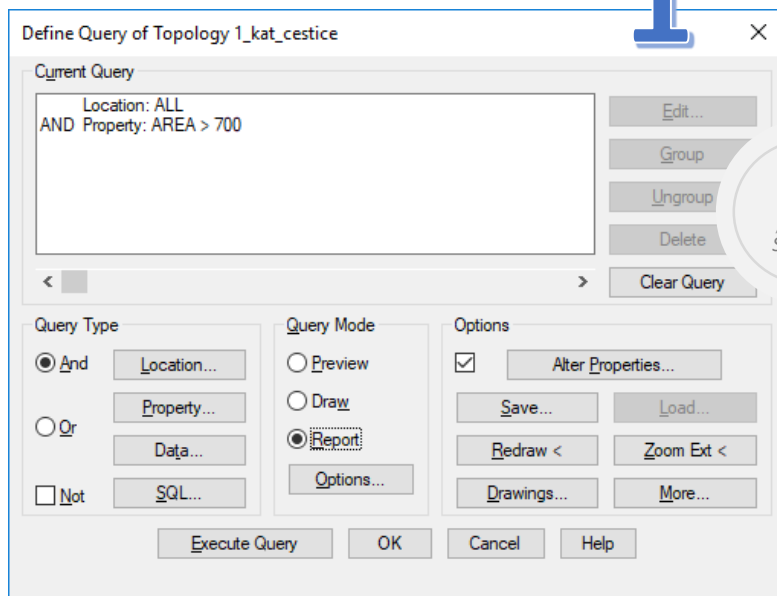 1
Define Query of Topology 1_kat_cestice
Current Query
Location: ALL
AND Property: AREA > 700
Edit...
Group
Ungroup
Delete
Clear Query
Query Type
And
Location...
Property...
Or
Data...
Not
SQL...
Query Mode
Preview
Draw
Report
Options...
Options
Alter Properties...
Save...
Load...
Redraw <
Zoom Ext <
Drawings...
More...
Execute Query
OK
Cancel
Help